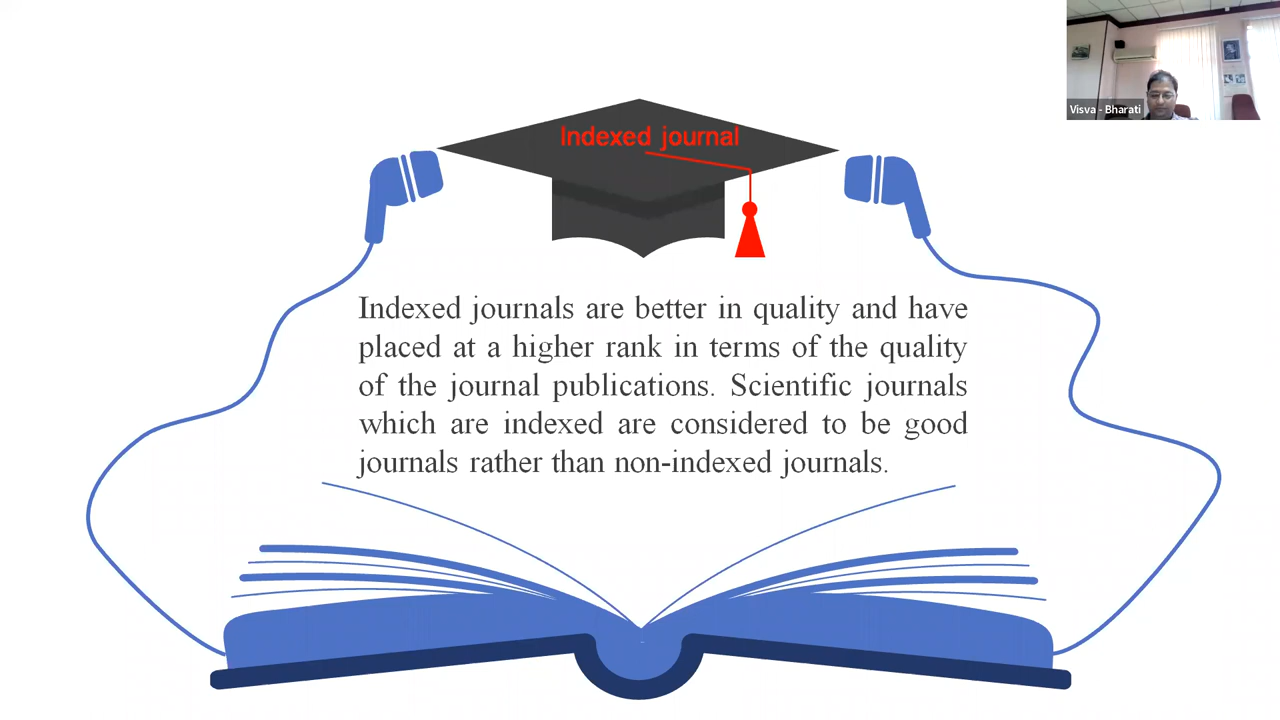 Visva - Bharati
Indexed journal
Indexed journals are better in quality and have
placed at a higher rank in terms of the quality
of the journal publications. Scientific journals
which are indexed are considered to be good
journals rather than non-indexed journals.